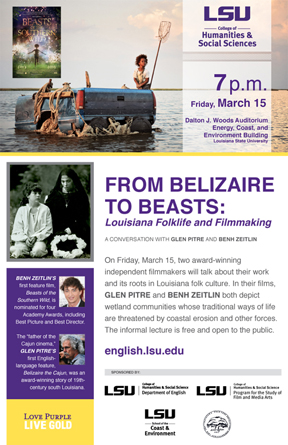 BEASTS
OF THE
SOUTHERN
WILD
LSU
College of
Humanities &
Social Sciences
7 p.m.
Friday, March 15
Dalton J. Woods Auditorium
Energy, Coast, and
Environment Building
Louisiana State University
FROM BELIZAIRE
TO BEASTS:
Louisiana Folklife and Filmmaking
A CONVERSATION WITH GLEN PITRE AND BENH ZEITLIN
On Friday, March 15, two award-winning
independent filmmakers will talk about their work
and its roots in Louisiana folk culture. In their films,
GLEN PITRE and BENH ZEITLIN both depict
wetland communities whose traditional ways of life
are threatened by coastal erosion and other forces.
The informal lecture is free and open to the public.
english.lsu.edu
BENH ZEITLIN'S
first feature film,
Beasts of the
Southern Wild, is
nominated for four
Academy Awards, including
Best Picture and Best Director.
The "father of the
Cajun cinema,"
GLEN PITRE'S
first English-
language feature,
Belizaire the Cajun, was an
award-winning story of 19th-
century south Louisiana.
LOVE PURPLE
LIVE GOLD
SPONSORED BY:
LSU
College of
Humanities & Social Sciences
Department of English
LSU
College of
Humanities & Social Sciences
Program for the Study of
Film and Media Arts
LSU
School of the
Coast &
Environment